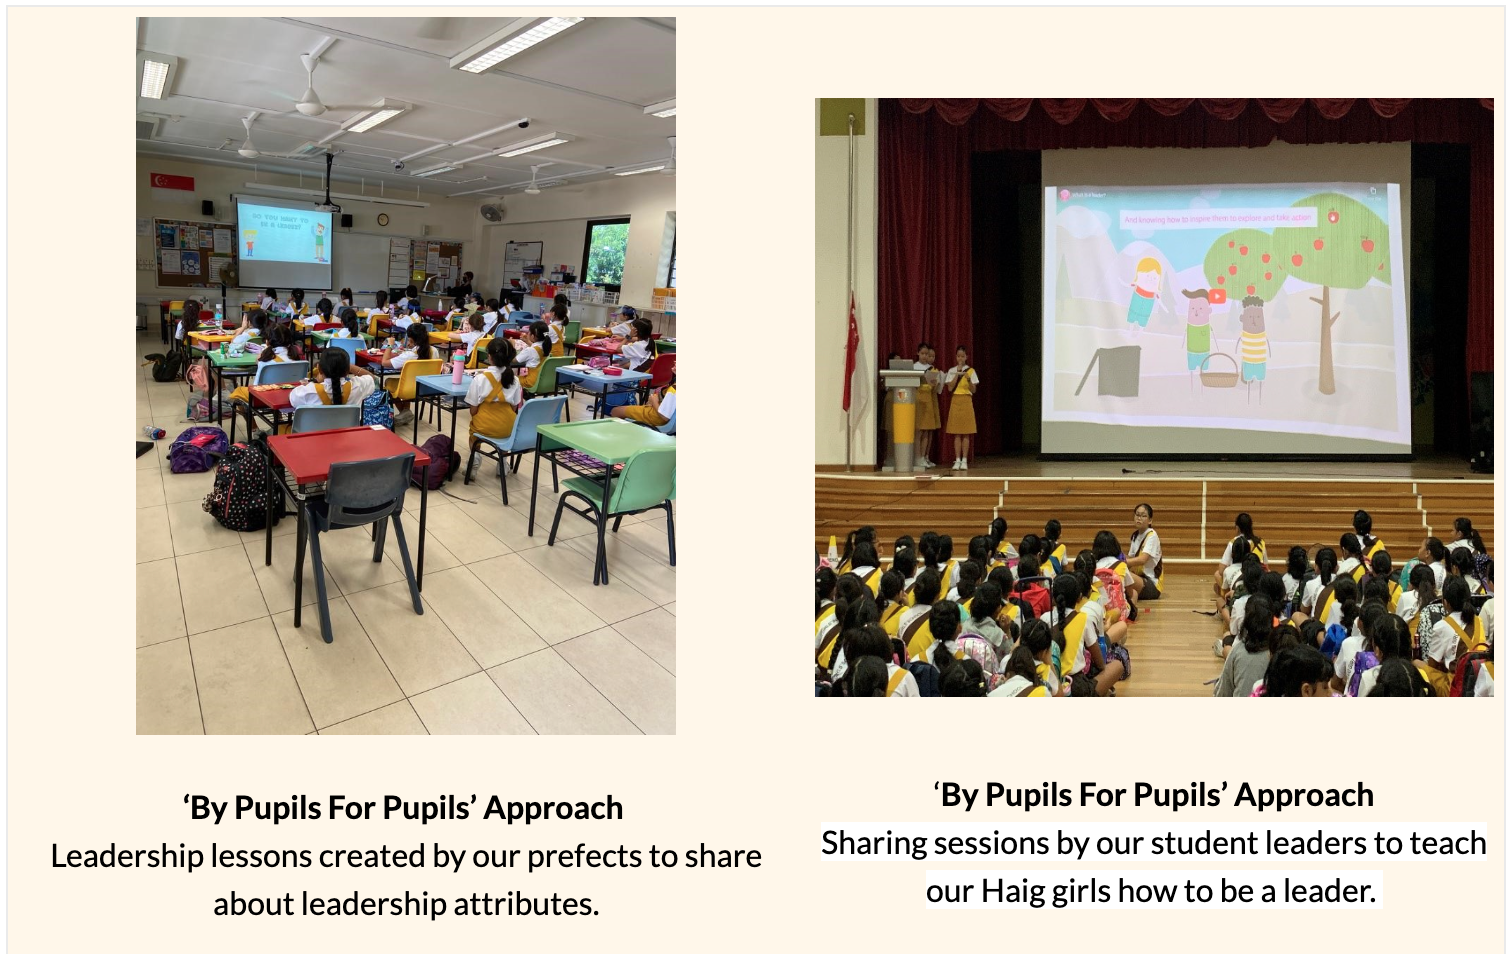 DO YOU WANT TO
BE A LEADER?
And knowing how to inspire them to explore and take action
‘By Pupils For Pupils’ Approach
Leadership lessons created by our prefects to share
about leadership attributes.
‘By Pupils For Pupils’ Approach
Sharing sessions by our student leaders to teach
our Haig girls how to be a leader.